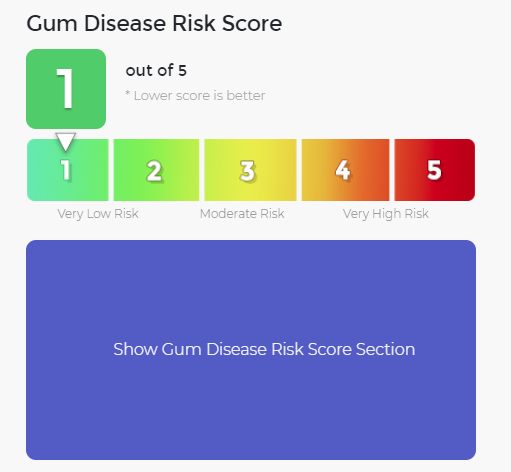 Gum Disease Risk Score
1
out of 5
* Lower score is better
1 2 3 4 5
Very Low Risk Moderate Risk Very High Risk
Show Gum Disease Risk Score Section